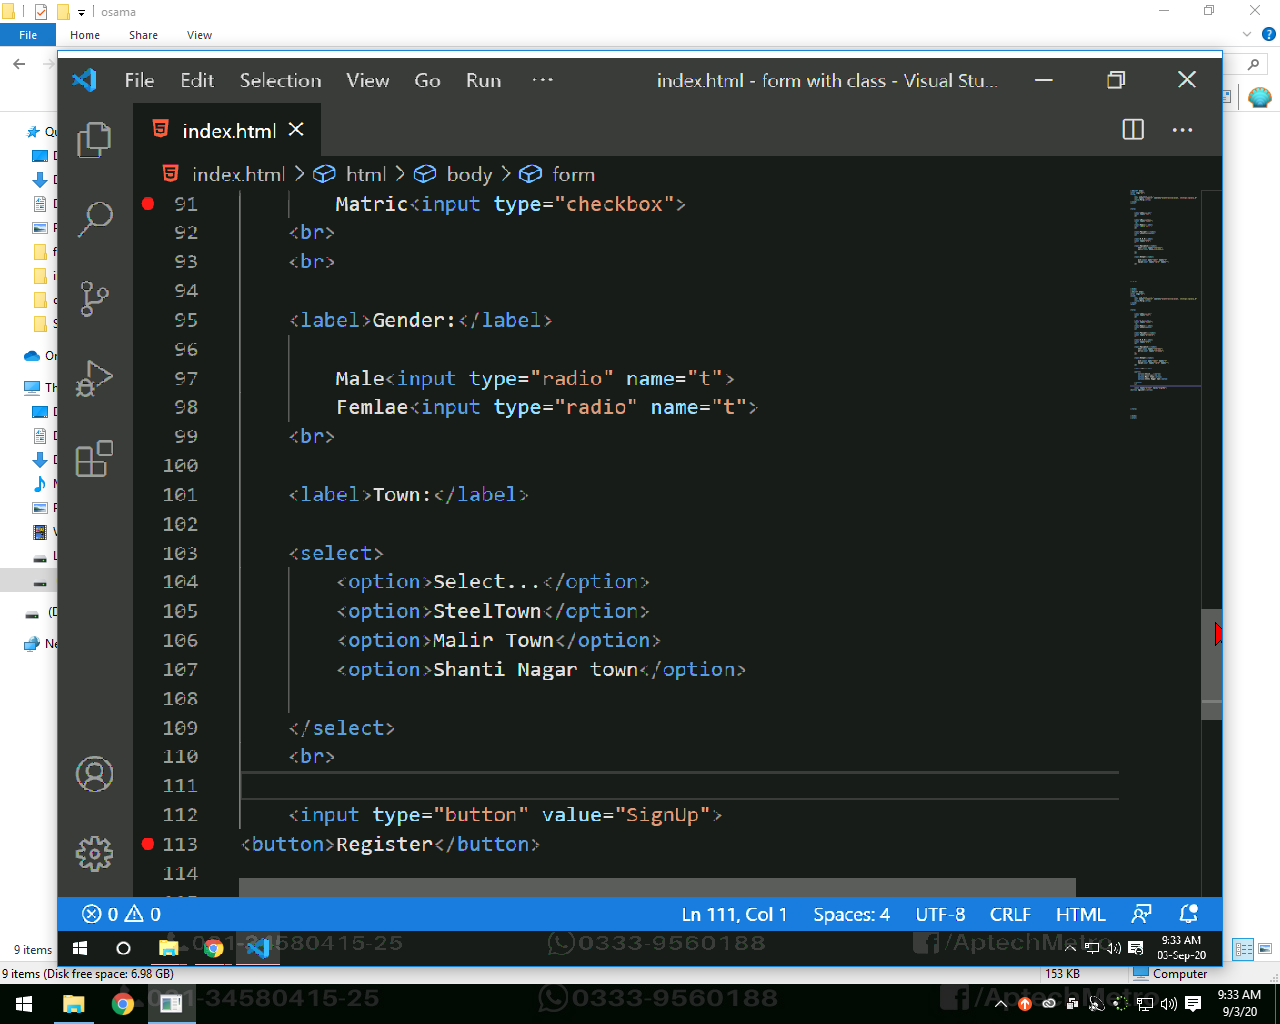 osama
File Home Share View
File Edit Selection View Go Run ··· index.html - form with class - Visual Stu...
index.html
index.html > html > body > form
91 Matric<input type="checkbox">
92 <br>
93 <br>
94
95 <label>Gender:</label>
96
97 Male<input type="radio" name="t">
98 Femlae<input type="radio" name="t">
99 <br>
100
101 <label>Town:</label>
102
103 <select>
104 <option>Select...</option>
105 <option>SteelTown</option>
106 <option>Malir Town</option>
107 <option>Shanti Nagar town</option>
108
109 </select>
110 <br>
111
112 <input type="button" value="SignUp">
113 <button>Register</button>
114
0 0 Ln 111, Col 1 Spaces: 4 UTF-8 CRLF HTML
9 items
0333-9560188 /AptechMetro 9:33 AM
03-Sep-20
9 items (Disk free space: 6.98 GB) 153 KB Computer
021-34580415-25 0333-9560188 /AptechMetro 9:33 AM
9/3/20